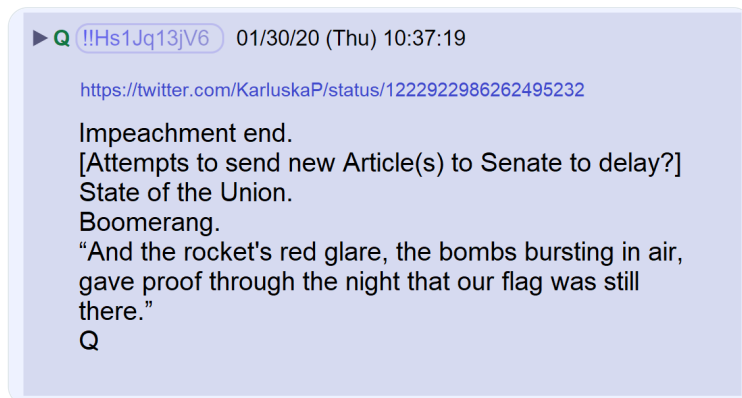 ▶ Q !!Hs1Jq13jV6 01/30/20 (Thu) 10:37:19
https://twitter.com/KarluskaP/status/1222922986262495232
Impeachment end.
[Attempts to send new Article(s) to Senate to delay?]
State of the Union.
Boomerang.
“And the rocket's red glare, the bombs bursting in air,
gave proof through the night that our flag was still
there.”
Q